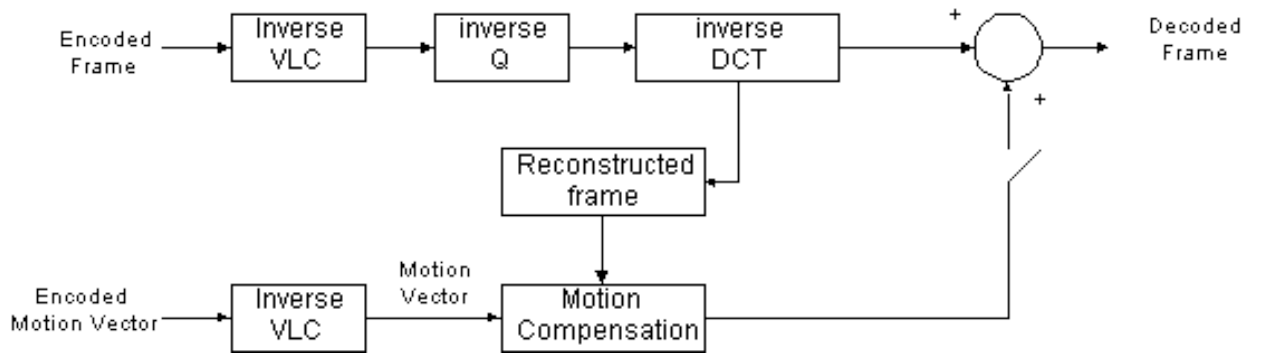 Encoded
Frame
Inverse
VLC
inverse
Q
inverse
DCT
+
Decoded
Frame
+
Reconstructed
frame
Encoded
Motion Vector
Inverse
VLC
Motion
Vector
Motion
Compensation